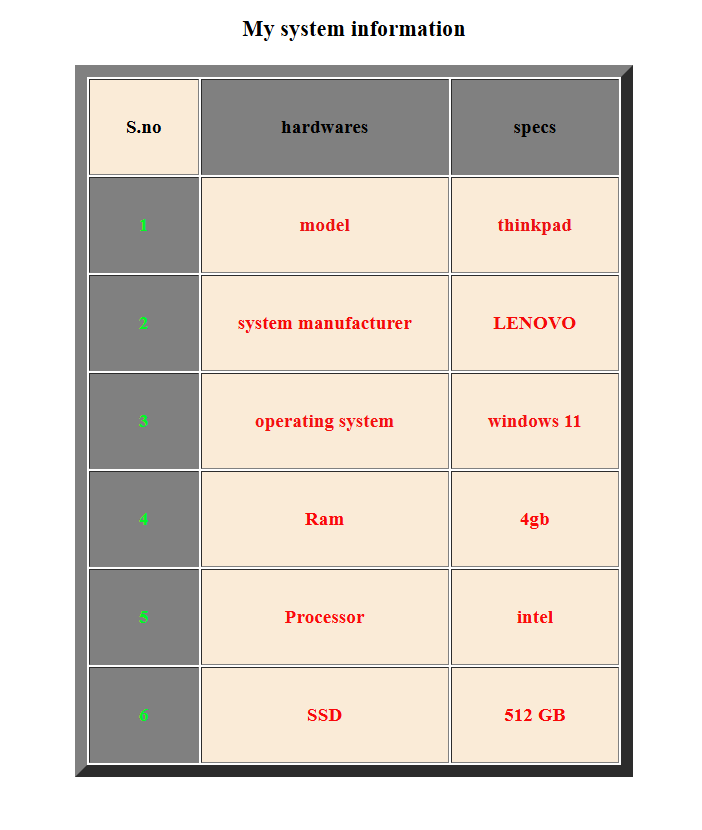 My system information
S.no hardwares specs
1 model thinkpad
2 system manufacturer LENOVO
3 operating system windows 11
4 Ram 4gb
5 Processor intel
6 SSD 512 GB